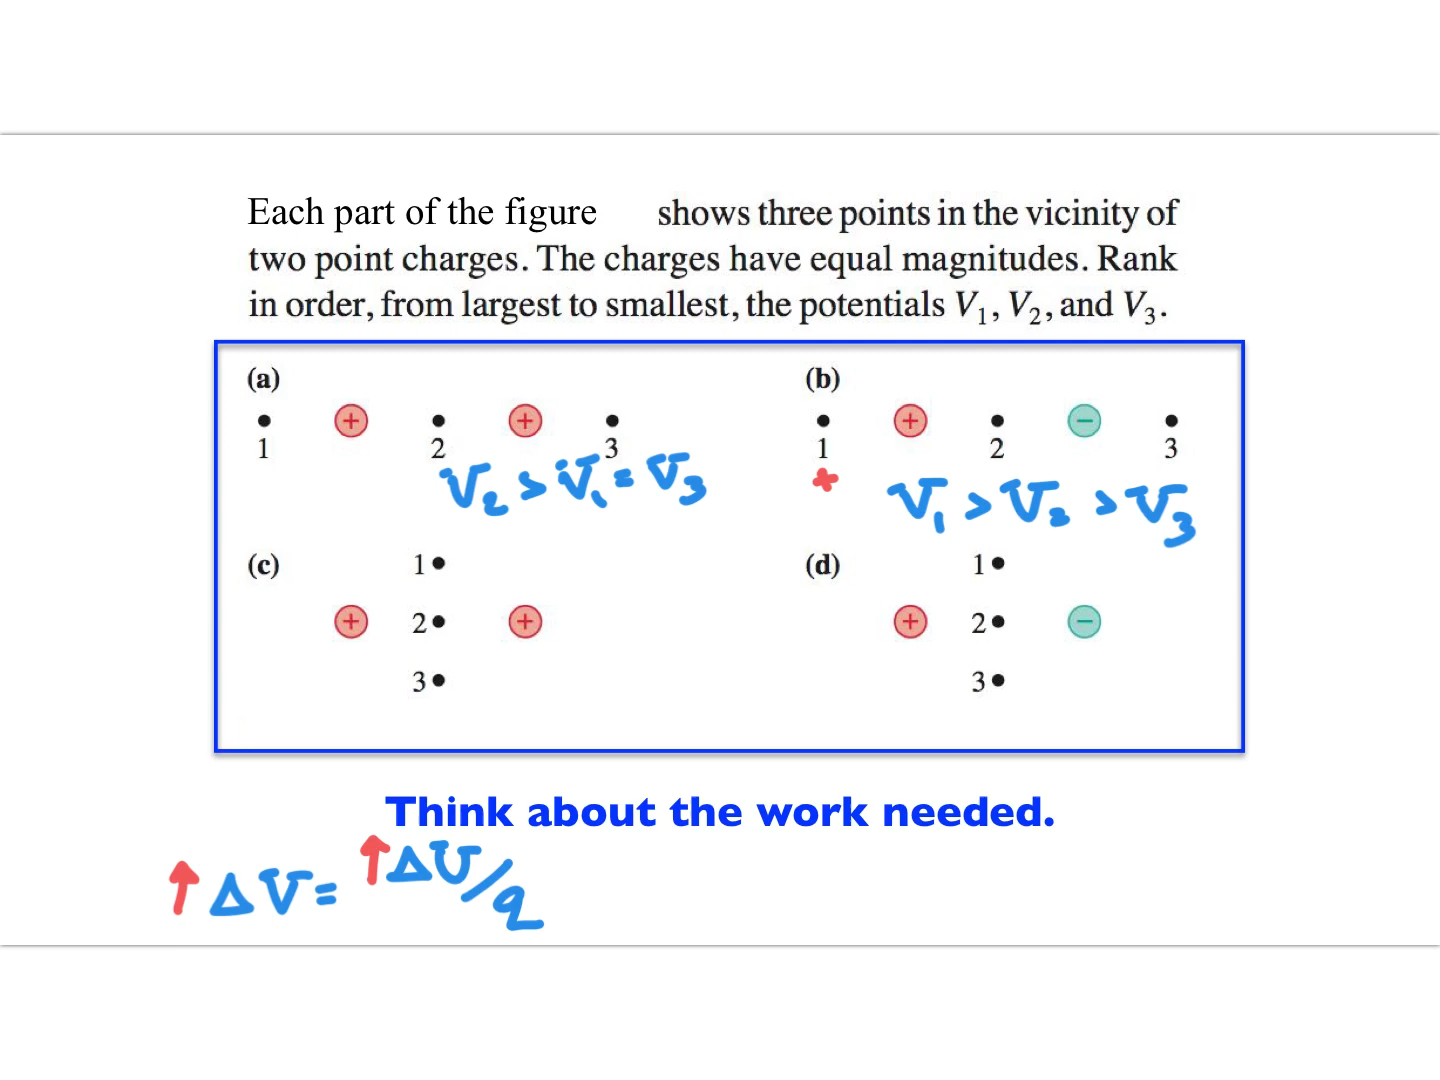 Each part of the figure shows three points in the vicinity of
two point charges. The charges have equal magnitudes. Rank
in order, from largest to smallest, the potentials V₁, V₂, and V₃.
(a) (b)
+ + + −
1 2 3 1 2 3
V₂ > V₁ = V₃ + V₁ > V₂ > V₃
(c) 1 (d) 1
+ 2 + + 2 −
3 3
Think about the work needed.
↑ΔV = ↑ΔU/q